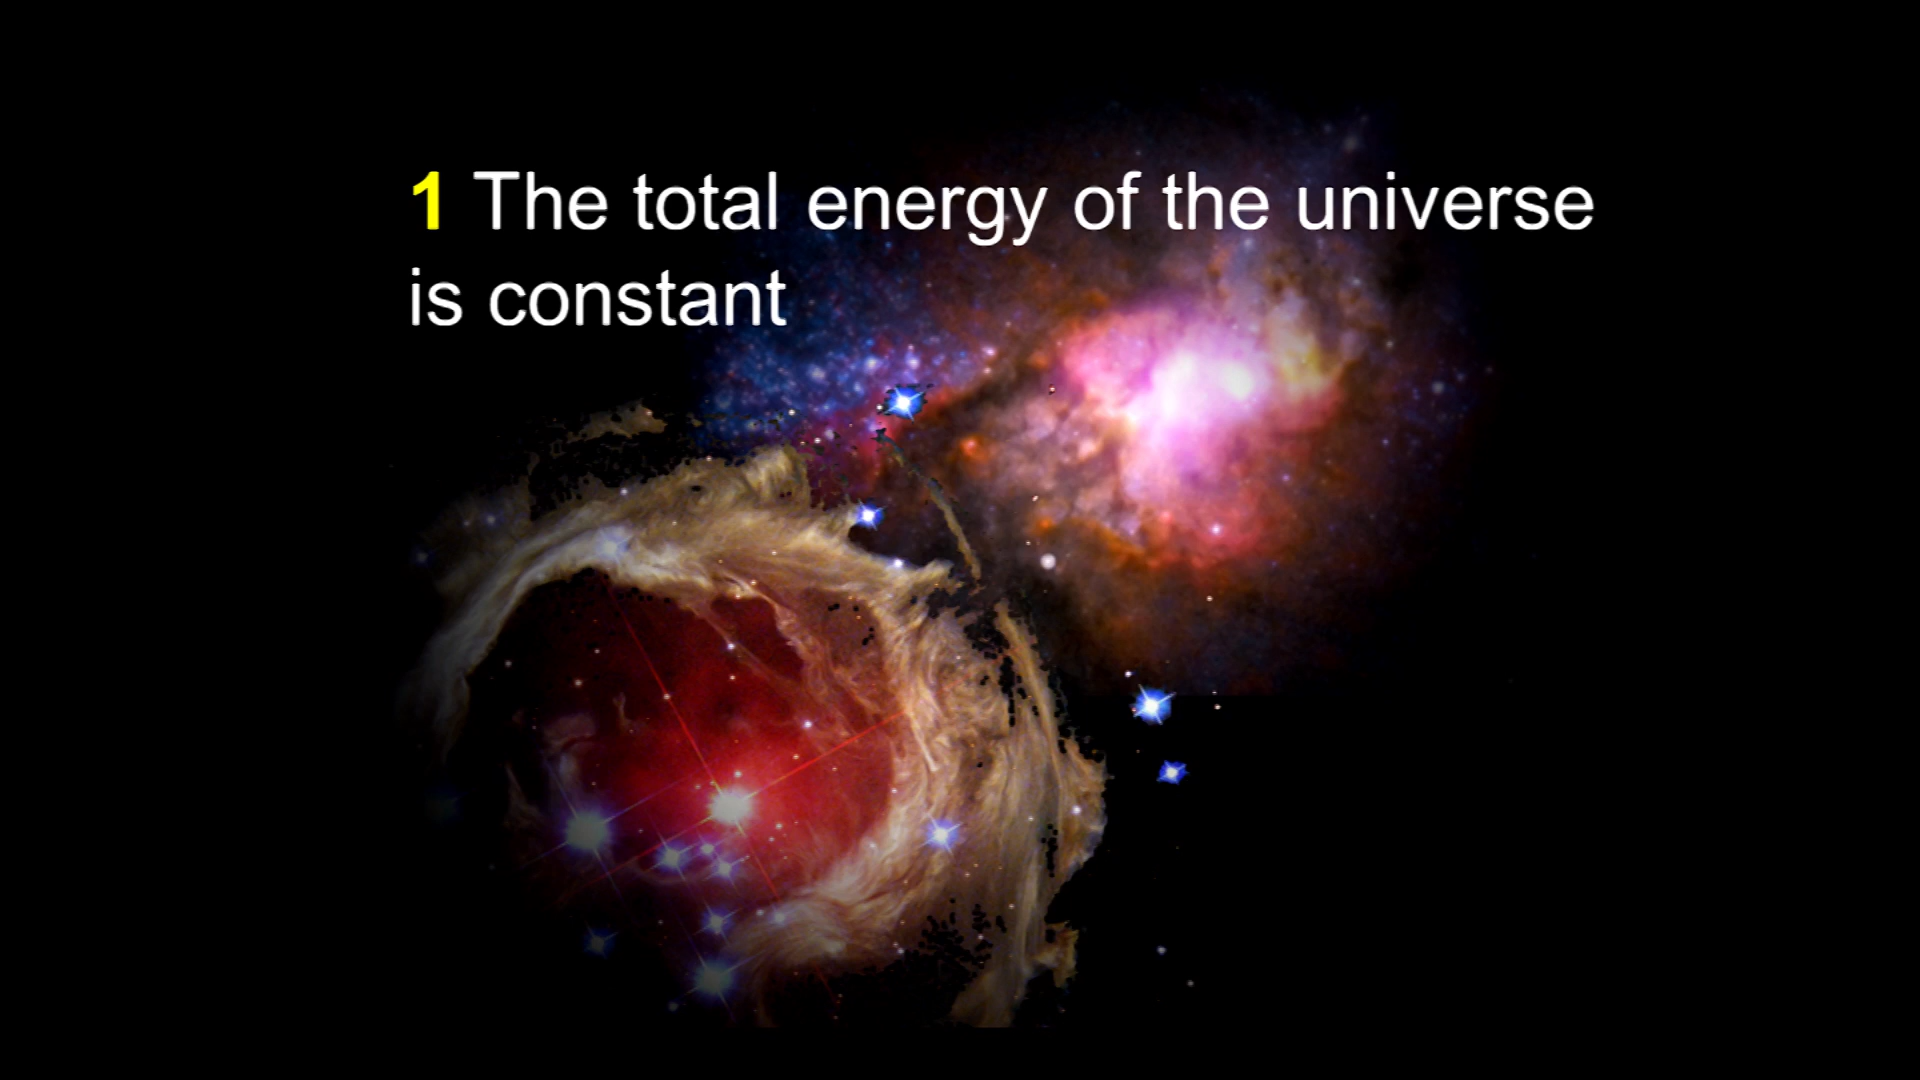 1 The total energy of the universe
is constant